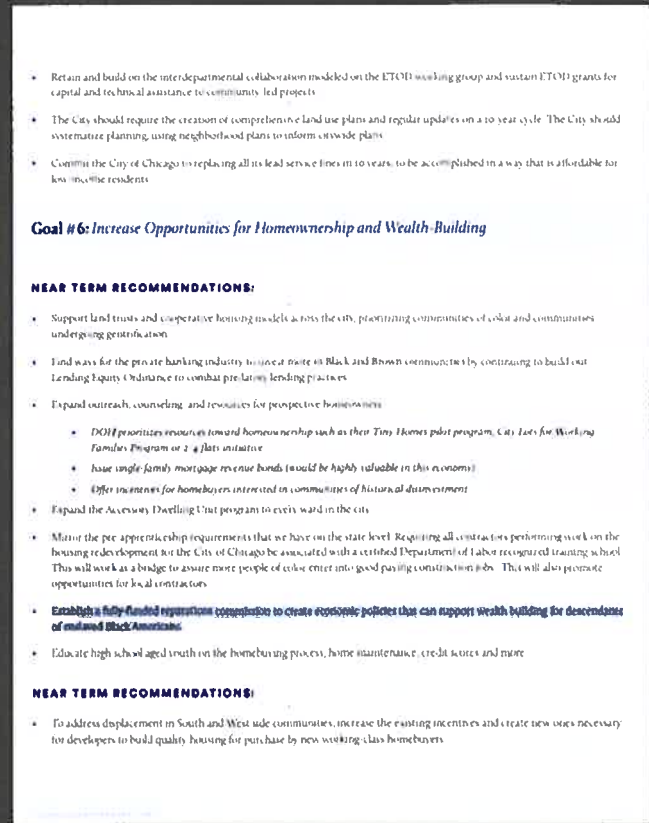 • Retain and build on the interdepartmental collaboration modeled on the ETOD working group and sustain ETOD grants for
capital and technical assistance to community led projects
• The City should require the creation of comprehensive land use plans and regular updates on a 10 year cycle. The City should
systematize planning, using neighborhood plans to inform citywide plans
• Commit the City of Chicago to replacing all its lead service lines in 10 years, to be accomplished in a way that is affordable for
low income residents
Goal #6: Increase Opportunities for Homeownership and Wealth-Building
NEAR TERM RECOMMENDATIONS:
• Support land trusts and cooperative housing models across the city, prioritizing communities of color and communities
undergoing gentrification
• Find ways for the private banking industry to invest more in Black and Brown communities by continuing to build out
Lending Equity Ordinance to combat predatory lending practices
• Expand outreach, counseling, and resources for prospective homeowners
• DOH prioritizes resources toward homeownership such as their Tiny Homes pilot program, City Lots for Working
Families Program or 2-4 flats initiative
• Issue single-family mortgage revenue bonds (would be highly valuable in this economy)
• Offer incentives for homebuyers interested in communities of historical disinvestment
• Expand the Accessory Dwelling Unit program to every ward in the city
• Mirror the pre apprenticeship requirements that we have on the state level. Requiring all contractors performing work on the
housing redevelopment for the City of Chicago be associated with a certified Department of Labor recognized training school
This will work as a bridge to assure more people of color enter into good paying construction jobs. This will also promote
opportunities for local contractors
• Establish a fully-funded reparations commission to create economic policies that can support wealth building for descendants
of enslaved Black Americans.
• Educate high school aged youth on the homebuying process, home maintenance, credit scores and more
NEAR TERM RECOMMENDATIONS:
• To address displacement in South and West side communities, increase the existing incentives and create new ones necessary
for developers to build quality housing for purchase by new working-class homebuyers